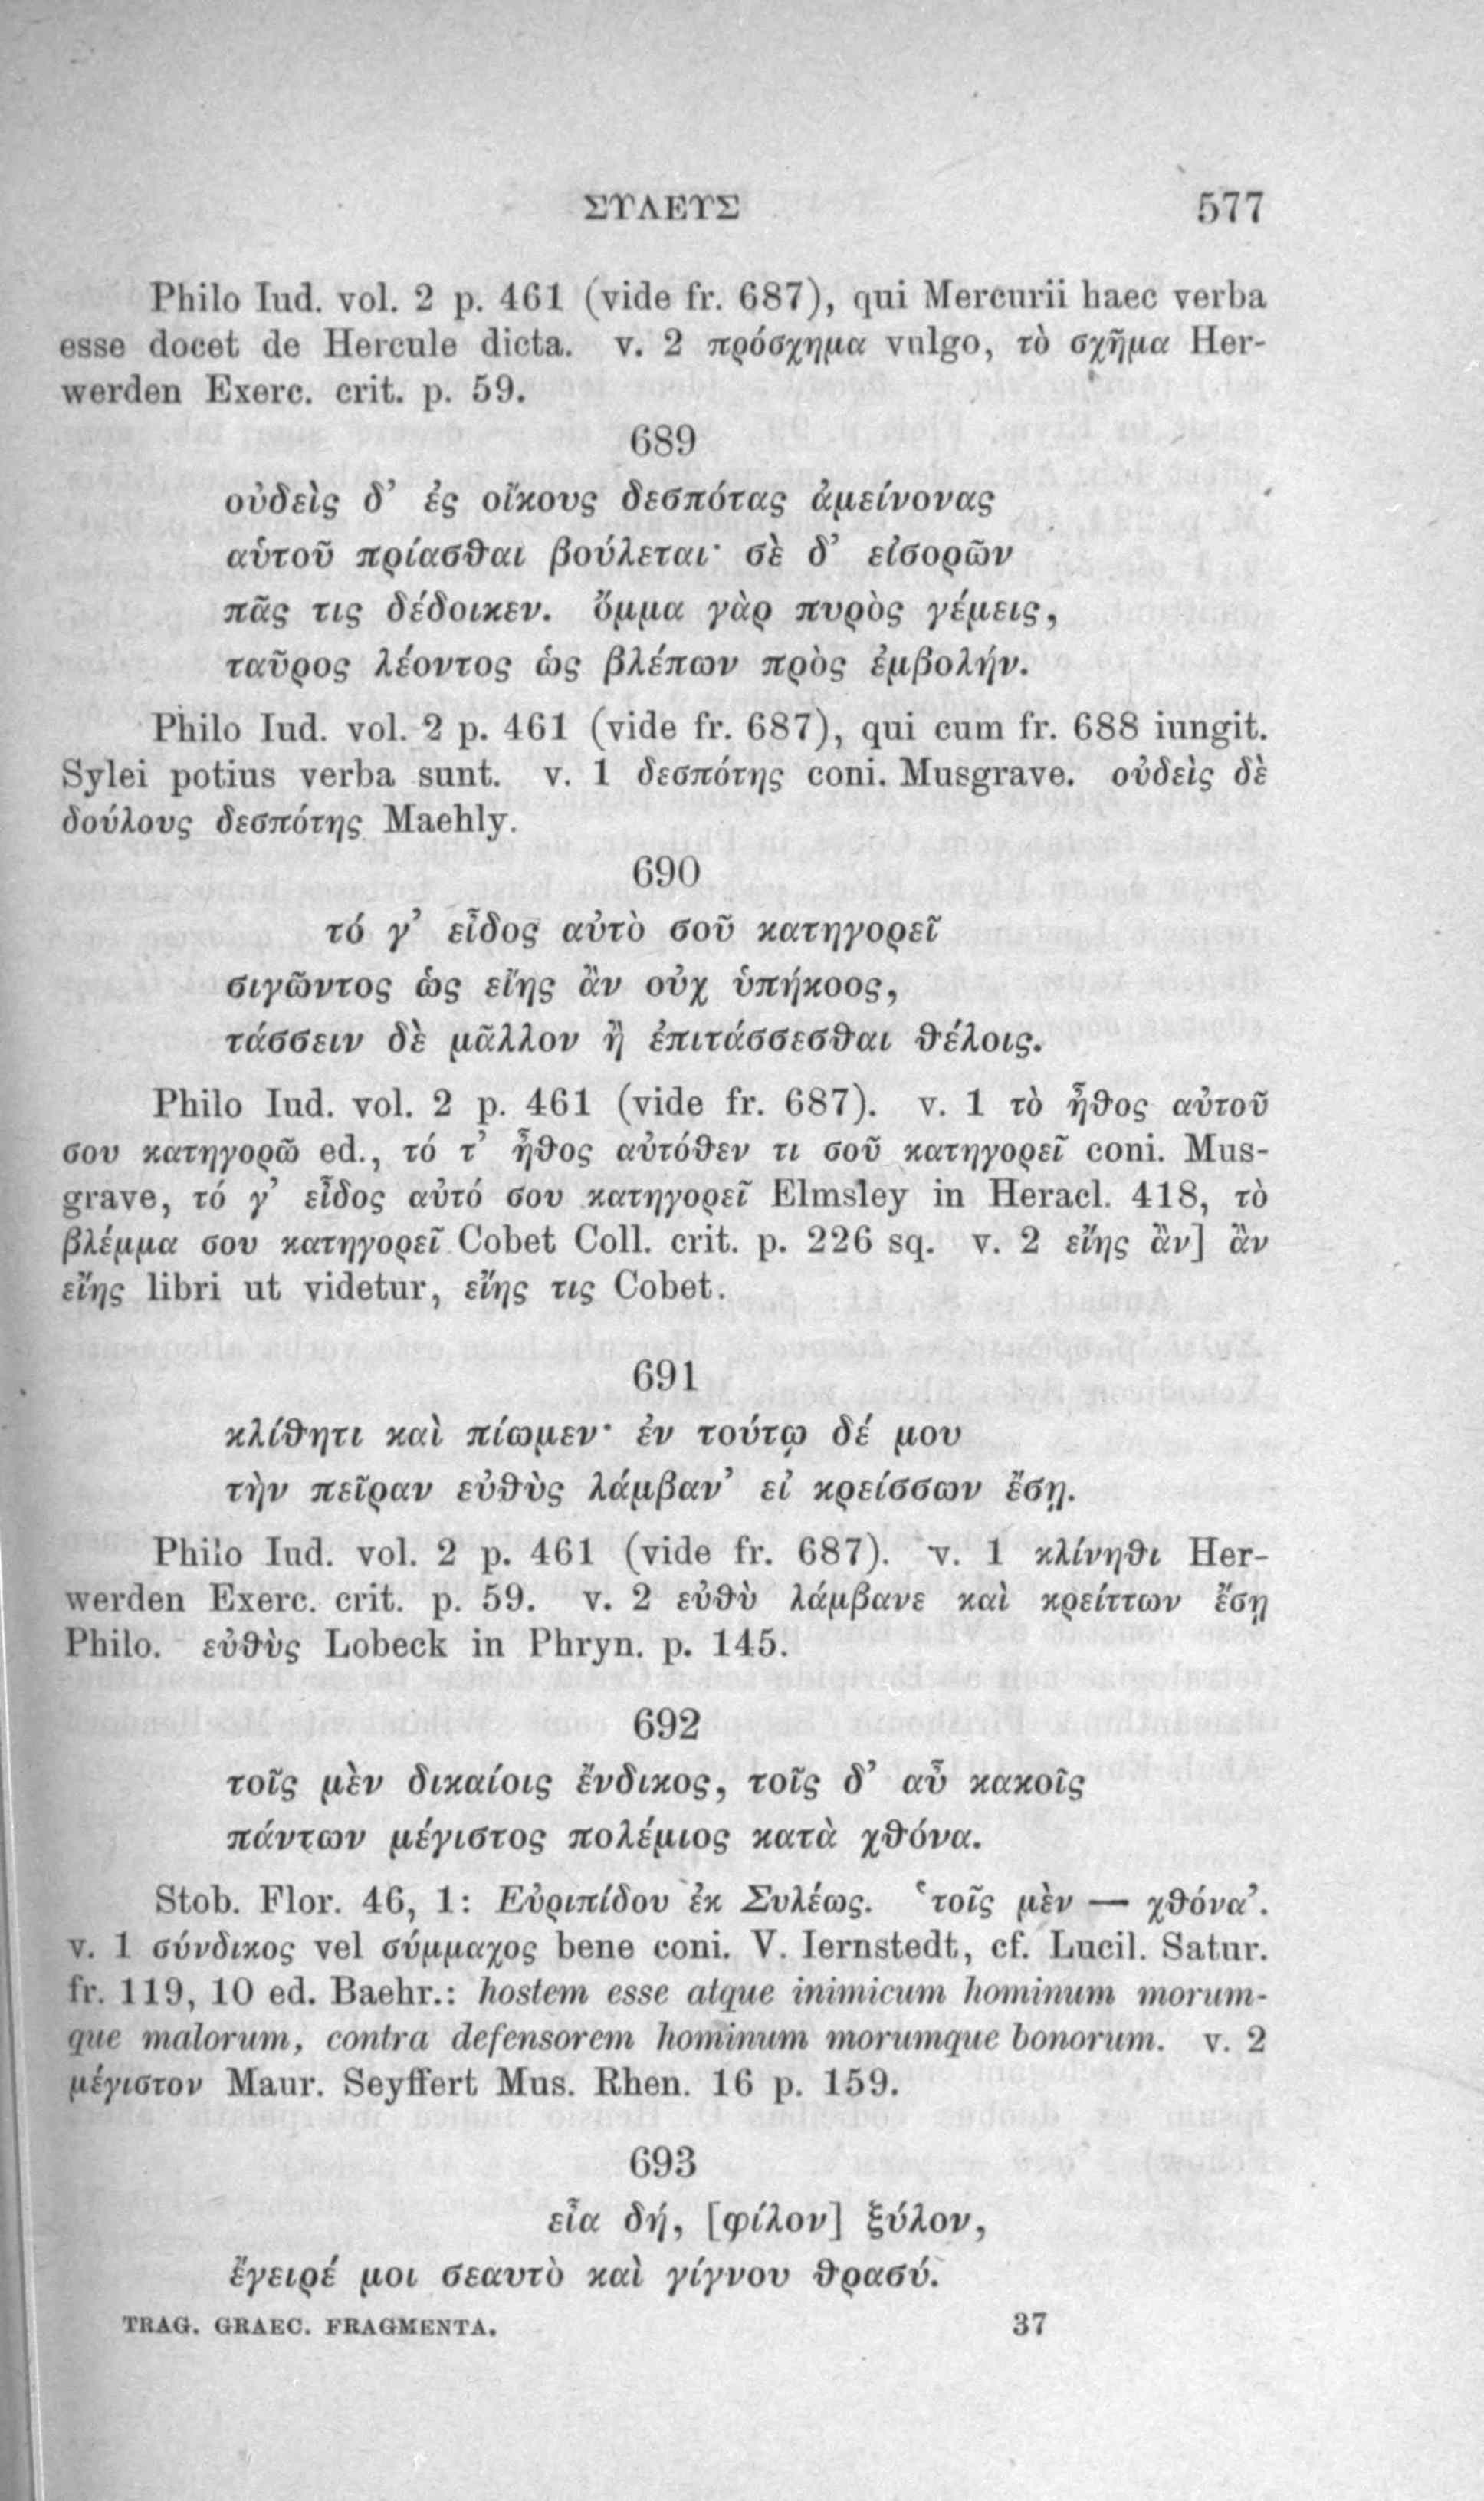 ΣΥΛΕΥΣ 577
Philo Iud. vol. 2 p. 461 (vide fr. 687), qui Mercurii haec verba
esse docet de Hercule dicta. v. 2 πρόσχημα vulgo, τὸ σχῆμα Her-
werden Exerc. crit. p. 59.
689
οὐδεὶς δ’ ἐς οἴκους δεσπότας ἀμείνονας
αὑτοῦ πρίασθαι βούλεται· σὲ δ’ εἰσορῶν
πᾶς τις δέδοικεν. ὄμμα γὰρ πυρὸς γέμεις,
ταῦρος λέοντος ὡς βλέπων πρὸς ἐμβολήν.
Philo Iud. vol. 2 p. 461 (vide fr. 687), qui cum fr. 688 iungit.
Sylei potius verba sunt. v. 1 δεσπότης coni. Musgrave. οὐδεὶς δὲ
δούλους δεσπότης Maehly.
690
τό γ’ εἶδος αὐτὸ σοῦ κατηγορεῖ
σιγῶντος ὡς εἴης ἂν οὐχ ὑπήκοος,
τάσσειν δὲ μᾶλλον ἢ ἐπιτάσσεσθαι θέλοις.
Philo Iud. vol. 2 p. 461 (vide fr. 687). v. 1 τὸ ἦθος αὐτοῦ
σου κατηγορῶ ed., τό τ’ ἦθος αὐτόθεν τι σοῦ κατηγορεῖ coni. Mus-
grave, τό γ’ εἶδος αὐτό σου κατηγορεῖ Elmsley in Heracl. 418, τὸ
βλέμμα σου κατηγορεῖ Cobet Coll. crit. p. 226 sq. v. 2 εἴης ἂν] ἂν
εἴης libri ut videtur, εἴης τις Cobet.
691
κλίθητι καὶ πίωμεν· ἐν τούτῳ δέ μου
τὴν πεῖραν εὐθὺς λάμβαν’ εἰ κρείσσων ἔσῃ.
Philo Iud. vol. 2 p. 461 (vide fr. 687). v. 1 κλίνηθι Her-
werden Exerc. crit. p. 59. v. 2 εὐθὺ λάμβανε καὶ κρείττων ἔσῃ
Philo. εὐθὺς Lobeck in Phryn. p. 145.
692
τοῖς μὲν δικαίοις ἔνδικος, τοῖς δ’ αὖ κακοῖς
πάντων μέγιστος πολέμιος κατὰ χθόνα.
Stob. Flor. 46, 1: Εὐριπίδου ἐκ Συλέως. ‘τοῖς μὲν — χθόνα’.
v. 1 σύνδικος vel σύμμαχος bene coni. V. Iernstedt, cf. Lucil. Satur.
fr. 119, 10 ed. Baehr.: hostem esse atque inimicum hominum morum-
que malorum, contra defensorem hominum morumque bonorum. v. 2
μέγιστον Maur. Seyffert Mus. Rhen. 16 p. 159.
693
εἶα δή, [φίλον] ξύλον,
ἔγειρέ μοι σεαυτὸ καὶ γίγνου θρασύ.
TRAG. GRAEC. FRAGMENTA. 37